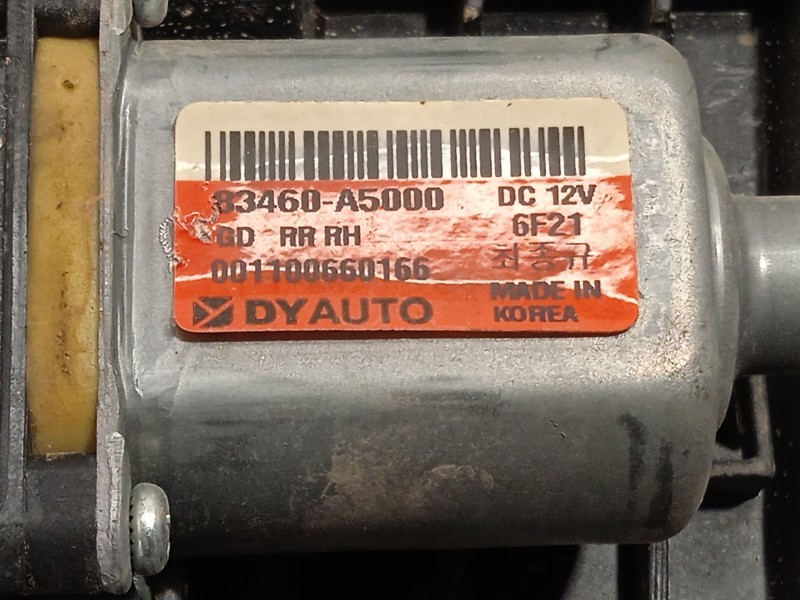 83460-A5000 DC 12V
GD RR RH 6F21
001100660166 최종규
DYAUTO MADE IN
KOREA